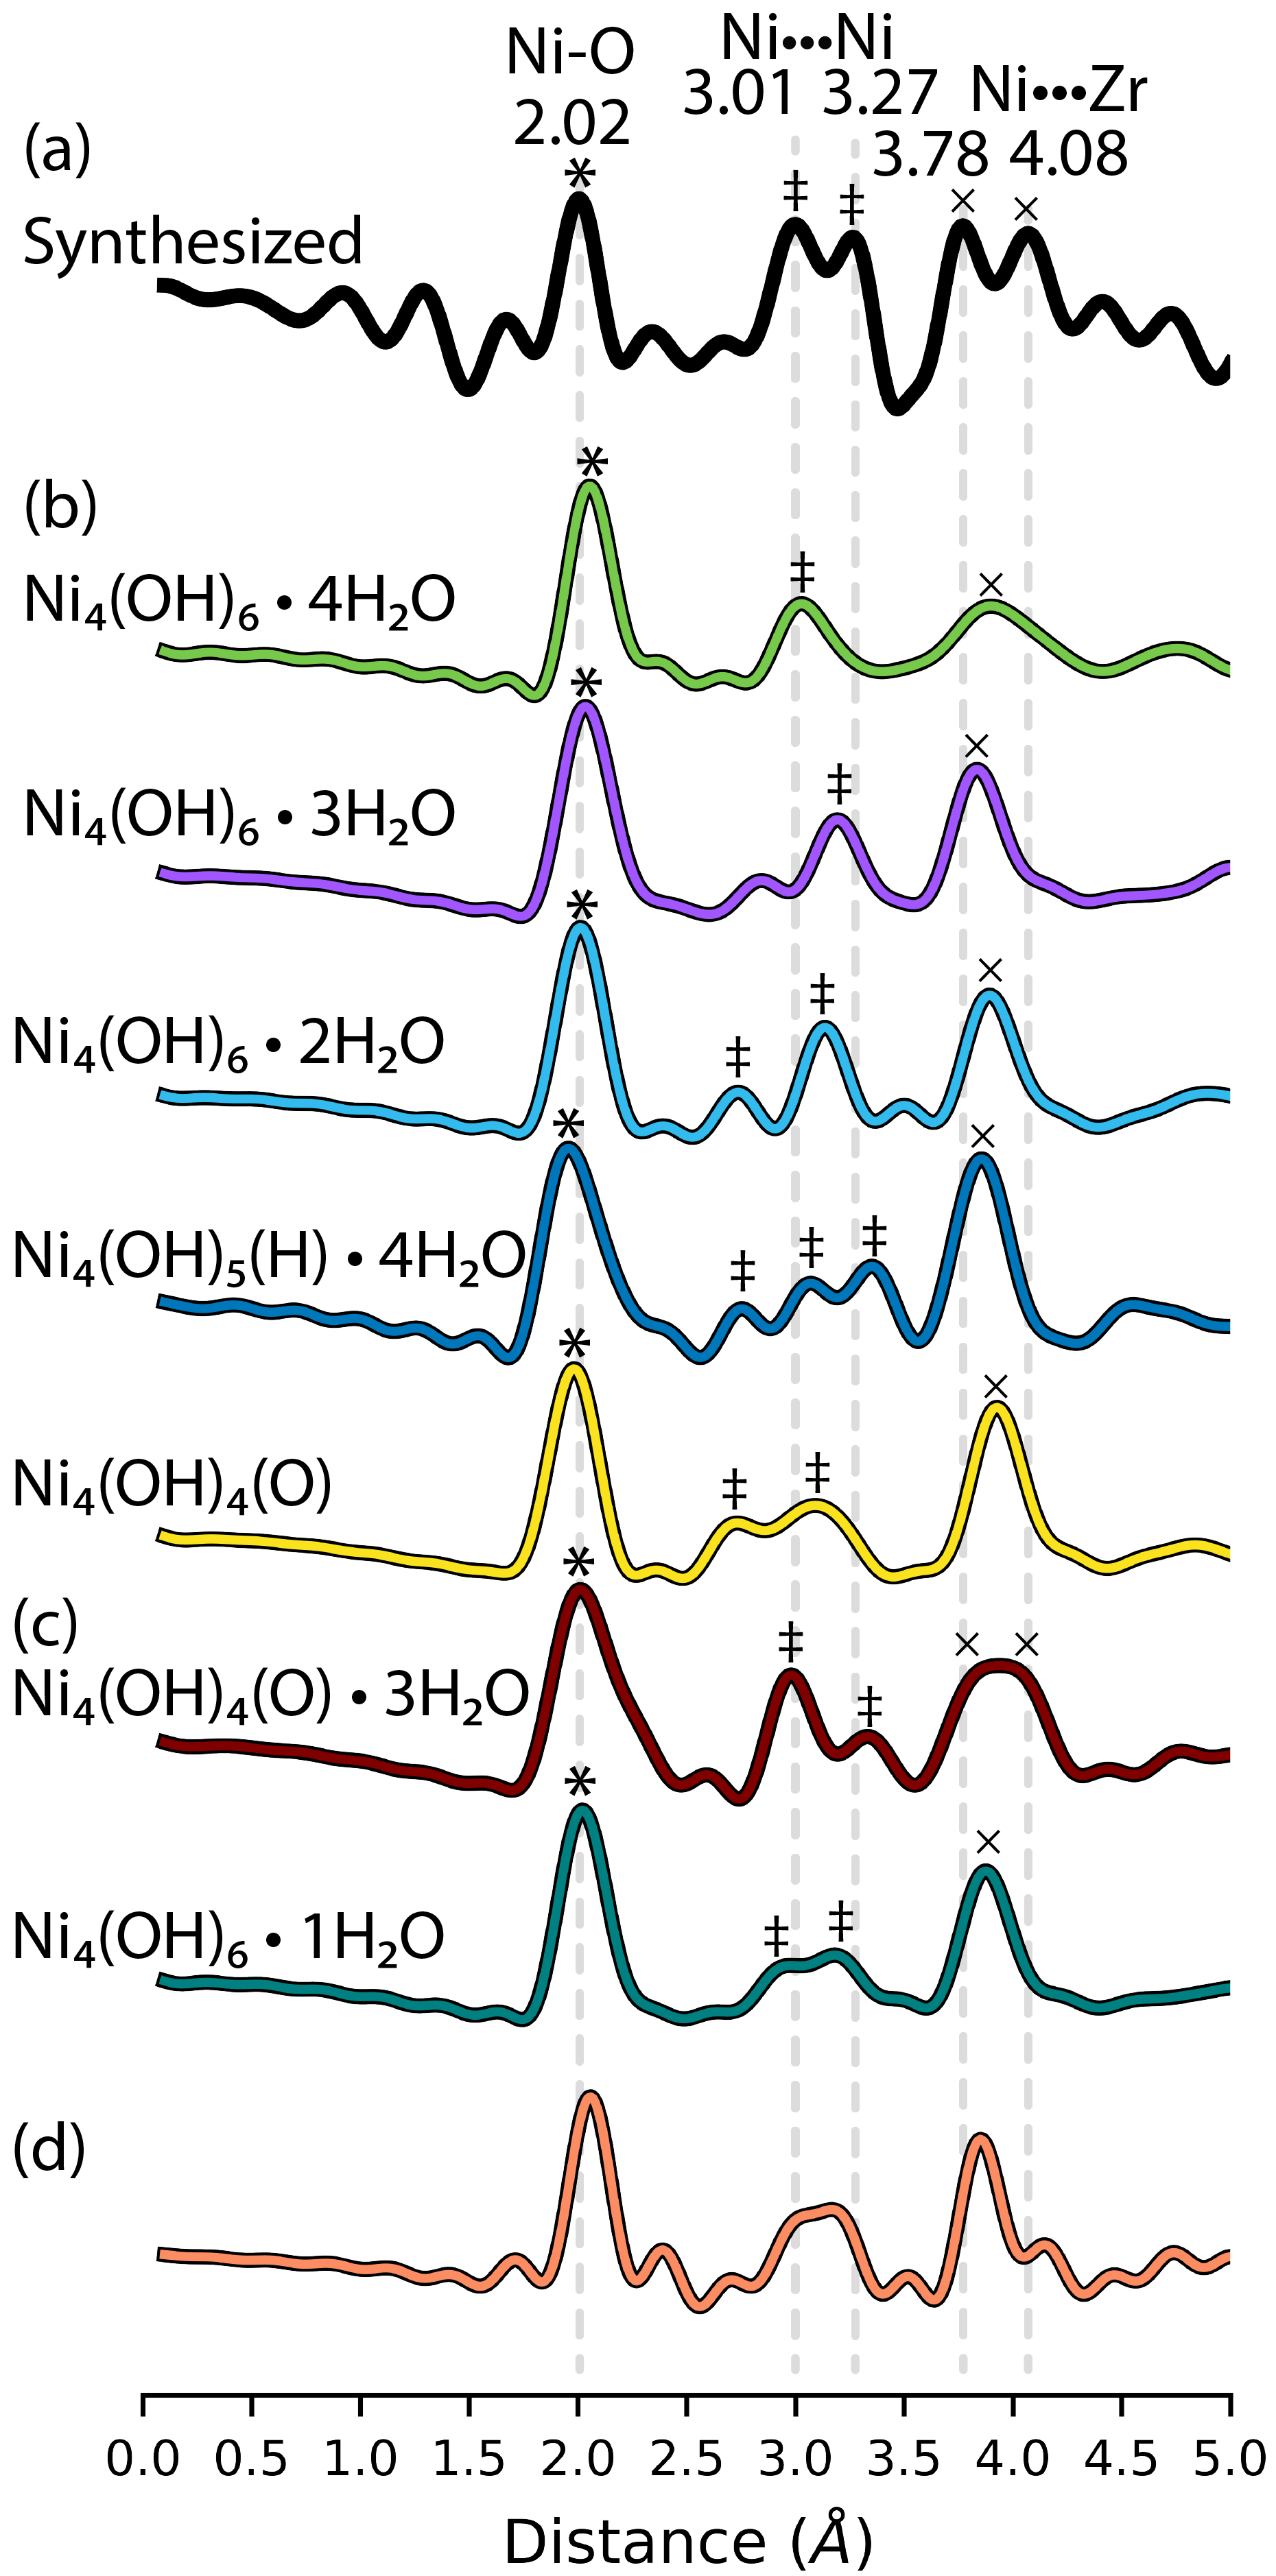 Ni-O
2.02
Ni•••Ni
3.01 3.27
Ni•••Zr
3.78 4.08
(a)
Synthesized
* ‡ ‡ × ×
(b)
* ‡ ×
Ni₄(OH)₆ • 4H₂O
* ‡ ×
Ni₄(OH)₆ • 3H₂O
* ‡ ‡ ×
Ni₄(OH)₆ • 2H₂O
* ‡ ‡ ‡ ×
Ni₄(OH)₅(H) • 4H₂O
* ‡ ‡ ×
Ni₄(OH)₄(O)
(c)
* ‡ ‡ × ×
Ni₄(OH)₄(O) • 3H₂O
* ‡ ‡ ×
Ni₄(OH)₆ • 1H₂O
(d)
0.0 0.5 1.0 1.5 2.0 2.5 3.0 3.5 4.0 4.5 5.0
Distance (Å)